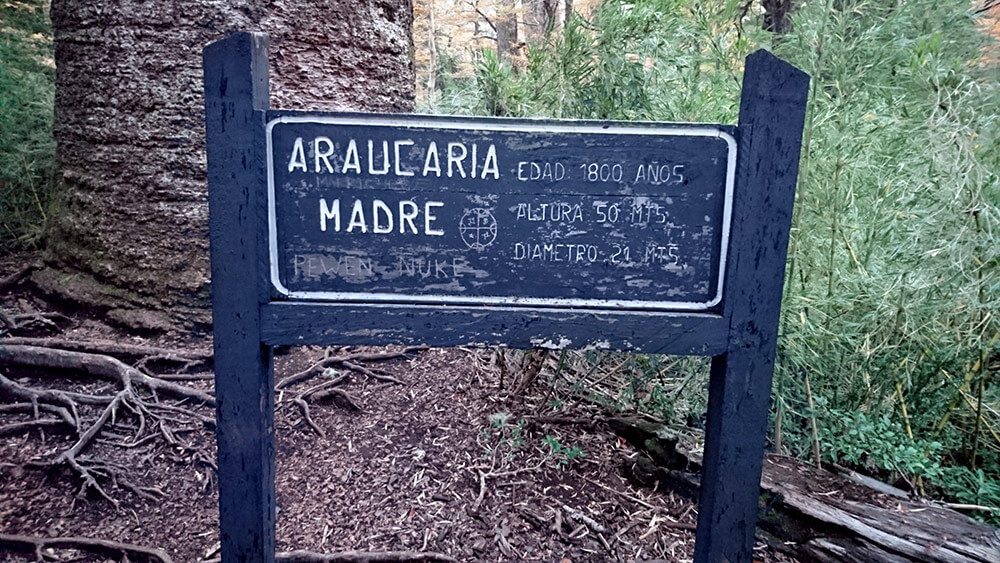 ARAUCARIA
MADRE
PEWEN NUKE
EDAD 1800 AÑOS
ALTURA 50 MTS,
DIAMETRO 21 MTS,